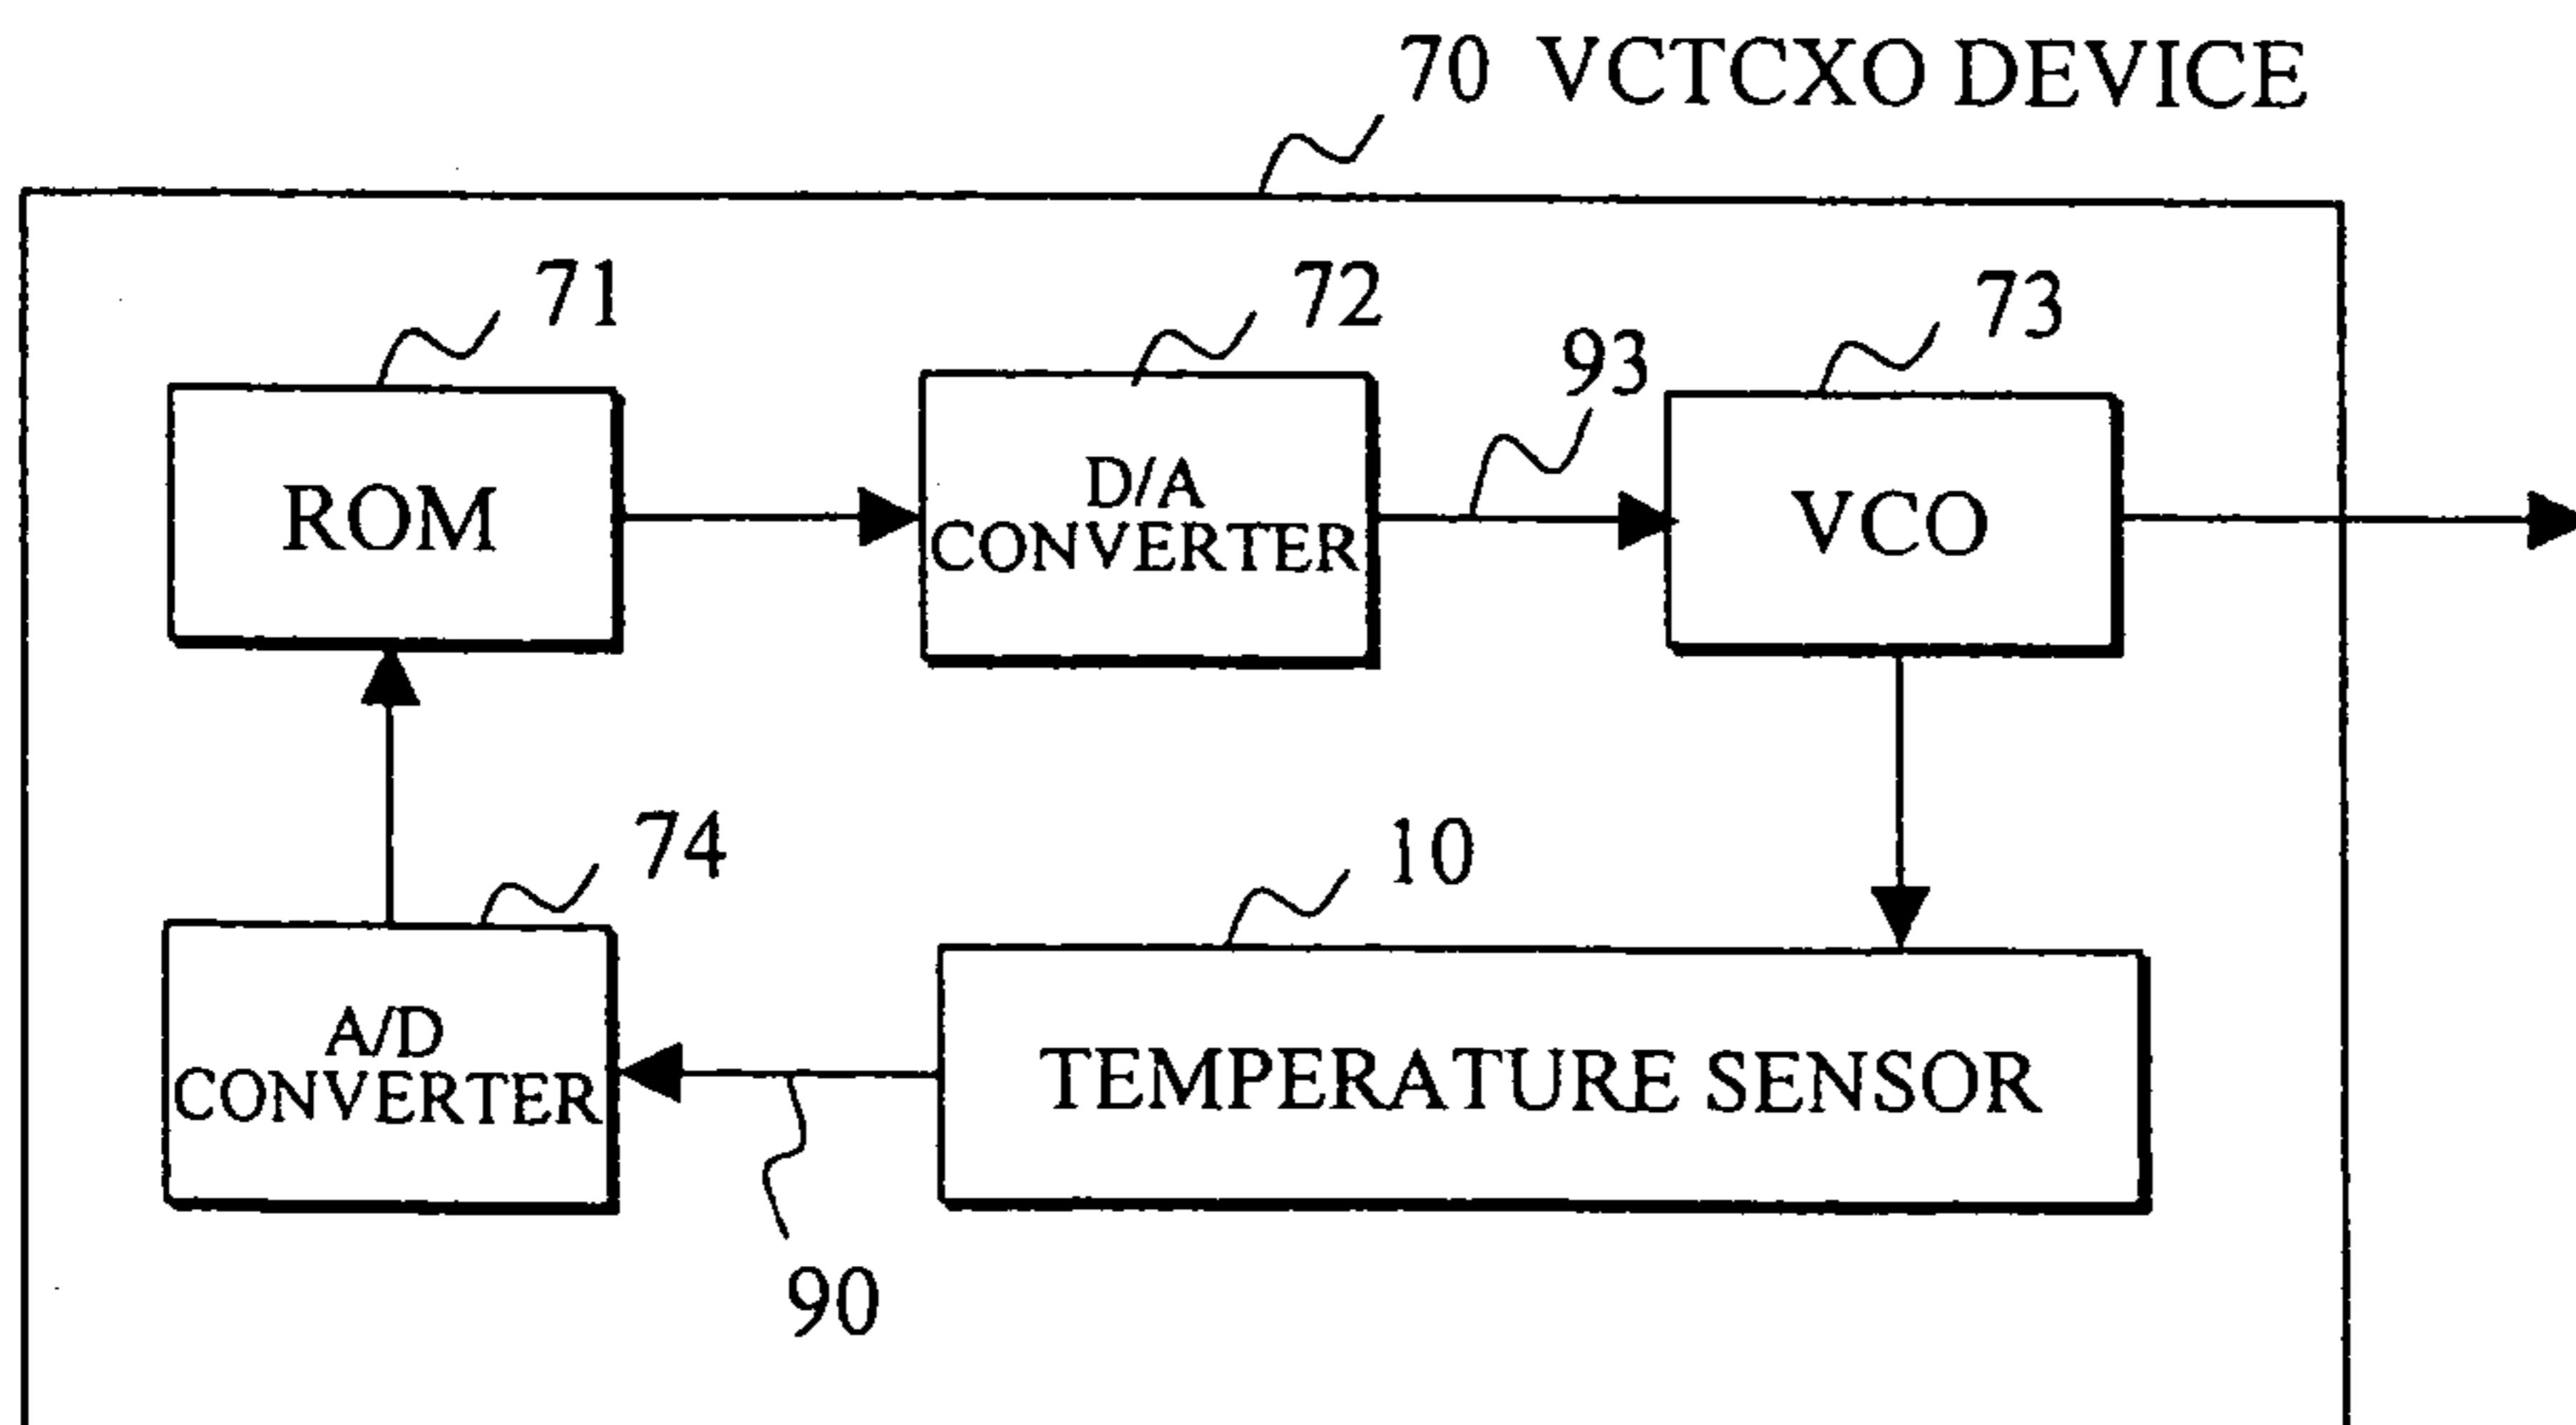 70 VCTCXO DEVICE
71
72
73
93
ROM
D/A
CONVERTER
VCO
74
10
A/D
CONVERTER
TEMPERATURE SENSOR
90